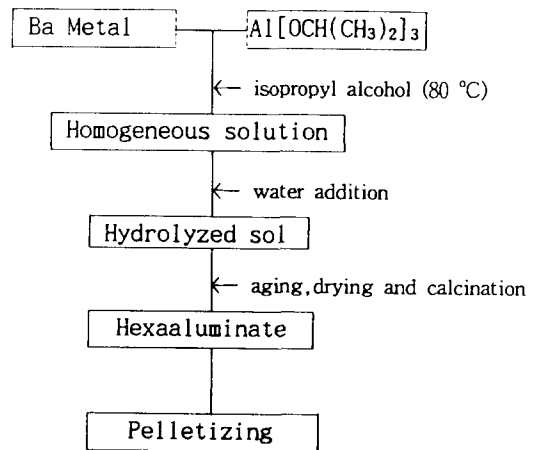 Ba Metal
Al[OCH(CH₃)₂]₃
isopropyl alcohol (80 °C)
Homogeneous solution
water addition
Hydrolyzed sol
aging,drying and calcination
Hexaaluminate
Pelletizing